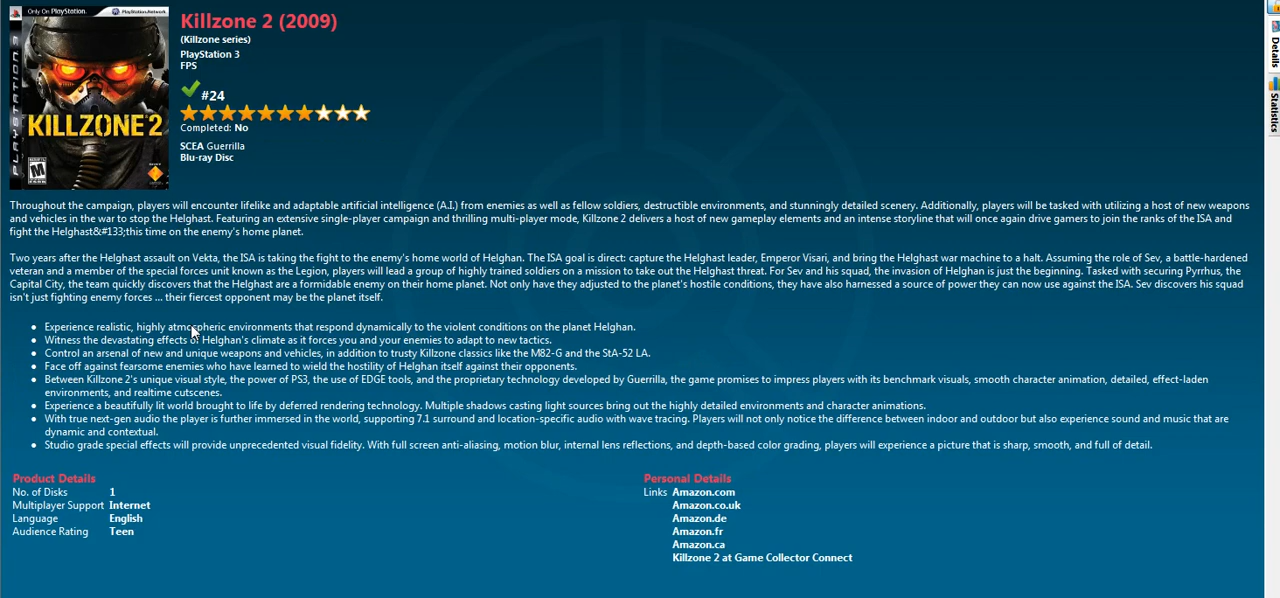 Only On PlayStation.
PlayStation Network
PLAYSTATION 3
KILLZONE 2
M
SONY
Killzone 2 (2009)
(Killzone series)
PlayStation 3
FPS
#24
Completed: No
SCEA Guerrilla
Blu-ray Disc
Details
Statistics
Throughout the campaign, players will encounter lifelike and adaptable artificial intelligence (A.I.) from enemies as well as fellow soldiers, destructible environments, and stunningly detailed scenery. Additionally, players will be tasked with utilizing a host of new weapons
and vehicles in the war to stop the Helghast. Featuring an extensive single-player campaign and thrilling multi-player mode, Killzone 2 delivers a host of new gameplay elements and an intense storyline that will once again drive gamers to join the ranks of the ISA and
fight the Helghast&#133;this time on the enemy's home planet.
Two years after the Helghast assault on Vekta, the ISA is taking the fight to the enemy's home world of Helghan. The ISA goal is direct: capture the Helghast leader, Emperor Visari, and bring the Helghast war machine to a halt. Assuming the role of Sev, a battle-hardened
veteran and a member of the special forces unit known as the Legion, players will lead a group of highly trained soldiers on a mission to take out the Helghast threat. For Sev and his squad, the invasion of Helghan is just the beginning. Tasked with securing Pyrrhus, the
Capital City, the team quickly discovers that the Helghast are a formidable enemy on their home planet. Not only have they adjusted to the planet's hostile conditions, they have also harnessed a source of power they can now use against the ISA. Sev discovers his squad
isn't just fighting enemy forces ... their fiercest opponent may be the planet itself.
• Experience realistic, highly atmospheric environments that respond dynamically to the violent conditions on the planet Helghan.
• Witness the devastating effects of Helghan's climate as it forces you and your enemies to adapt to new tactics.
• Control an arsenal of new and unique weapons and vehicles, in addition to trusty Killzone classics like the M82-G and the StA-52 LA.
• Face off against fearsome enemies who have learned to wield the hostility of Helghan itself against their opponents.
• Between Killzone 2's unique visual style, the power of PS3, the use of EDGE tools, and the proprietary technology developed by Guerrilla, the game promises to impress players with its benchmark visuals, smooth character animation, detailed, effect-laden
environments, and realtime cutscenes.
• Experience a beautifully lit world brought to life by deferred rendering technology. Multiple shadows casting light sources bring out the highly detailed environments and character animations.
• With true next-gen audio the player is further immersed in the world, supporting 7.1 surround and location-specific audio with wave tracing. Players will not only notice the difference between indoor and outdoor but also experience sound and music that are
dynamic and contextual.
• Studio grade special effects will provide unprecedented visual fidelity. With full screen anti-aliasing, motion blur, internal lens reflections, and depth-based color grading, players will experience a picture that is sharp, smooth, and full of detail.
Product Details
No. of Disks 1
Multiplayer Support Internet
Language English
Audience Rating Teen
Personal Details
Links Amazon.com
Amazon.co.uk
Amazon.de
Amazon.fr
Amazon.ca
Killzone 2 at Game Collector Connect